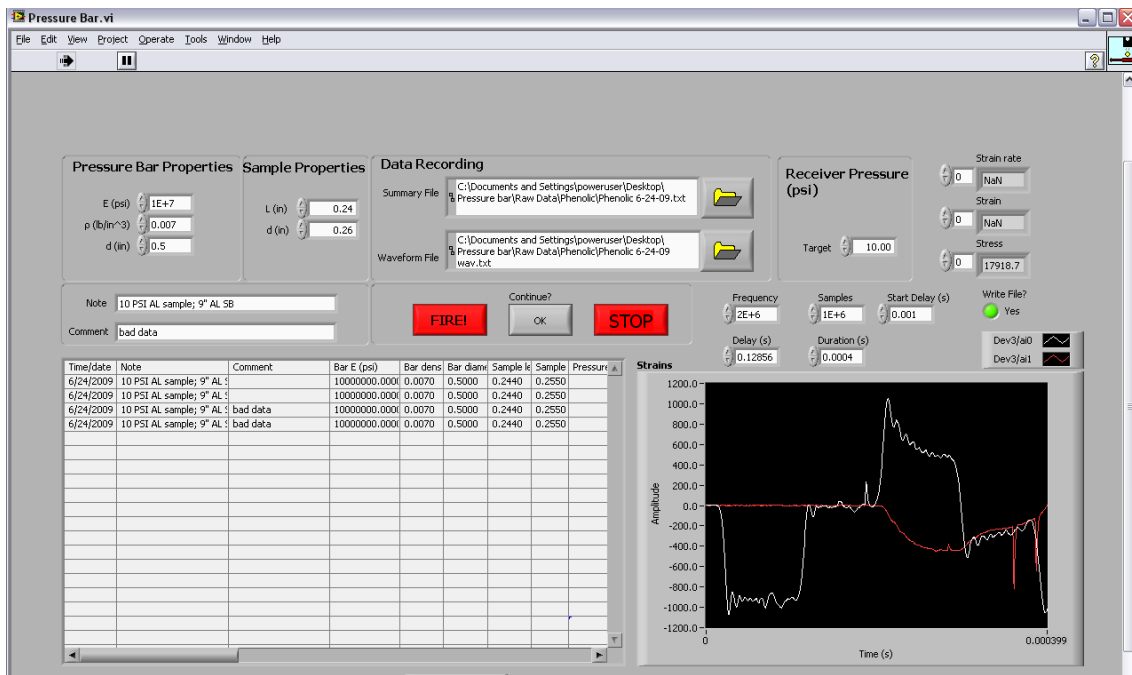 Pressure Bar.vi
File Edit View Project Operate Tools Window Help
Pressure Bar Properties
E (psi) 1E+7
ρ (lb/in^3) 0.007
d (iin) 0.5
Sample Properties
L (in) 0.24
d (in) 0.26
Data Recording
Summary File
C:\Documents and Settings\poweruser\Desktop\
Pressure bar\Raw Data\Phenolic\Phenolic 6-24-09.txt
Waveform File
C:\Documents and Settings\poweruser\Desktop\
Pressure bar\Raw Data\Phenolic\Phenolic 6-24-09
wav.txt
Receiver Pressure
(psi)
Target 10.00
Strain rate
0 NaN
Strain
0 NaN
Stress
0 17918.7
Note 10 PSI AL sample; 9" AL SB
Comment bad data
Continue?
FIRE! OK STOP
Frequency Samples Start Delay (s)
2E+6 1E+6 0.001
Delay (s) Duration (s)
0.12856 0.0004
Write File?
Yes
Dev3/ai0
Dev3/ai1
Time/date Note Comment Bar E (psi) Bar dens Bar diame Sample le Sample Pressure
6/24/2009 10 PSI AL sample; 9" AL S 10000000.000 0.0070 0.5000 0.2440 0.2550
6/24/2009 10 PSI AL sample; 9" AL S 10000000.000 0.0070 0.5000 0.2440 0.2550
6/24/2009 10 PSI AL sample; 9" AL S bad data 10000000.000 0.0070 0.5000 0.2440 0.2550
6/24/2009 10 PSI AL sample; 9" AL S bad data 10000000.000 0.0070 0.5000 0.2440 0.2550
Strains
1200.0
1000.0
800.0
600.0
400.0
200.0
0.0
-200.0
-400.0
-600.0
-800.0
-1000.0
-1200.0
Amplitude
0 0.000399
Time (s)